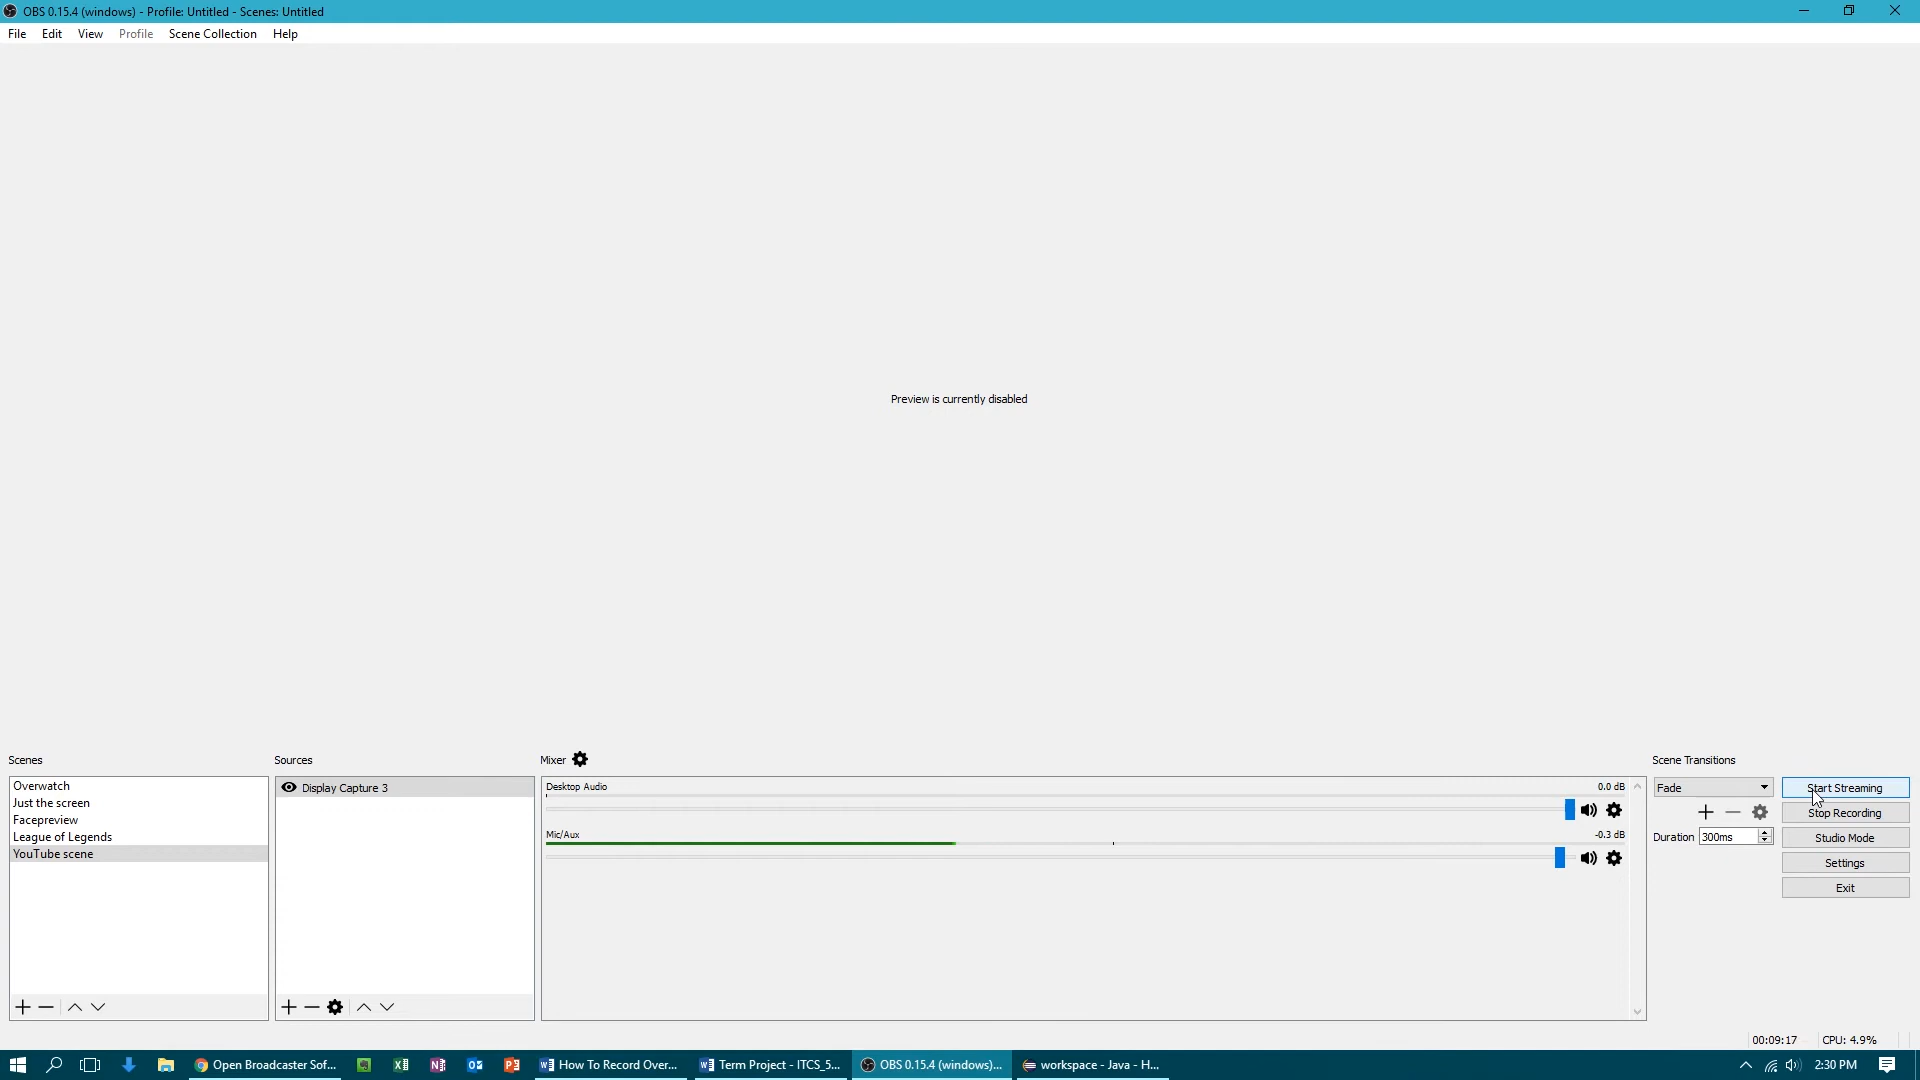 OBS 0.15.4 (windows) - Profile: Untitled - Scenes: Untitled
File Edit View Profile Scene Collection Help
Preview is currently disabled
Scenes
Overwatch
Just the screen
Facepreview
League of Legends
YouTube scene
Sources
Display Capture 3
Mixer
Desktop Audio 0.0 dB
Mic/Aux -0.3 dB
Scene Transitions
Fade
Duration 300ms
Start Streaming
Stop Recording
Studio Mode
Settings
Exit
00:09:17 CPU: 4.9%
Open Broadcaster Sof... How To Record Over... Term Project - ITCS_5... OBS 0.15.4 (windows)... workspace - Java - H... 2:30 PM